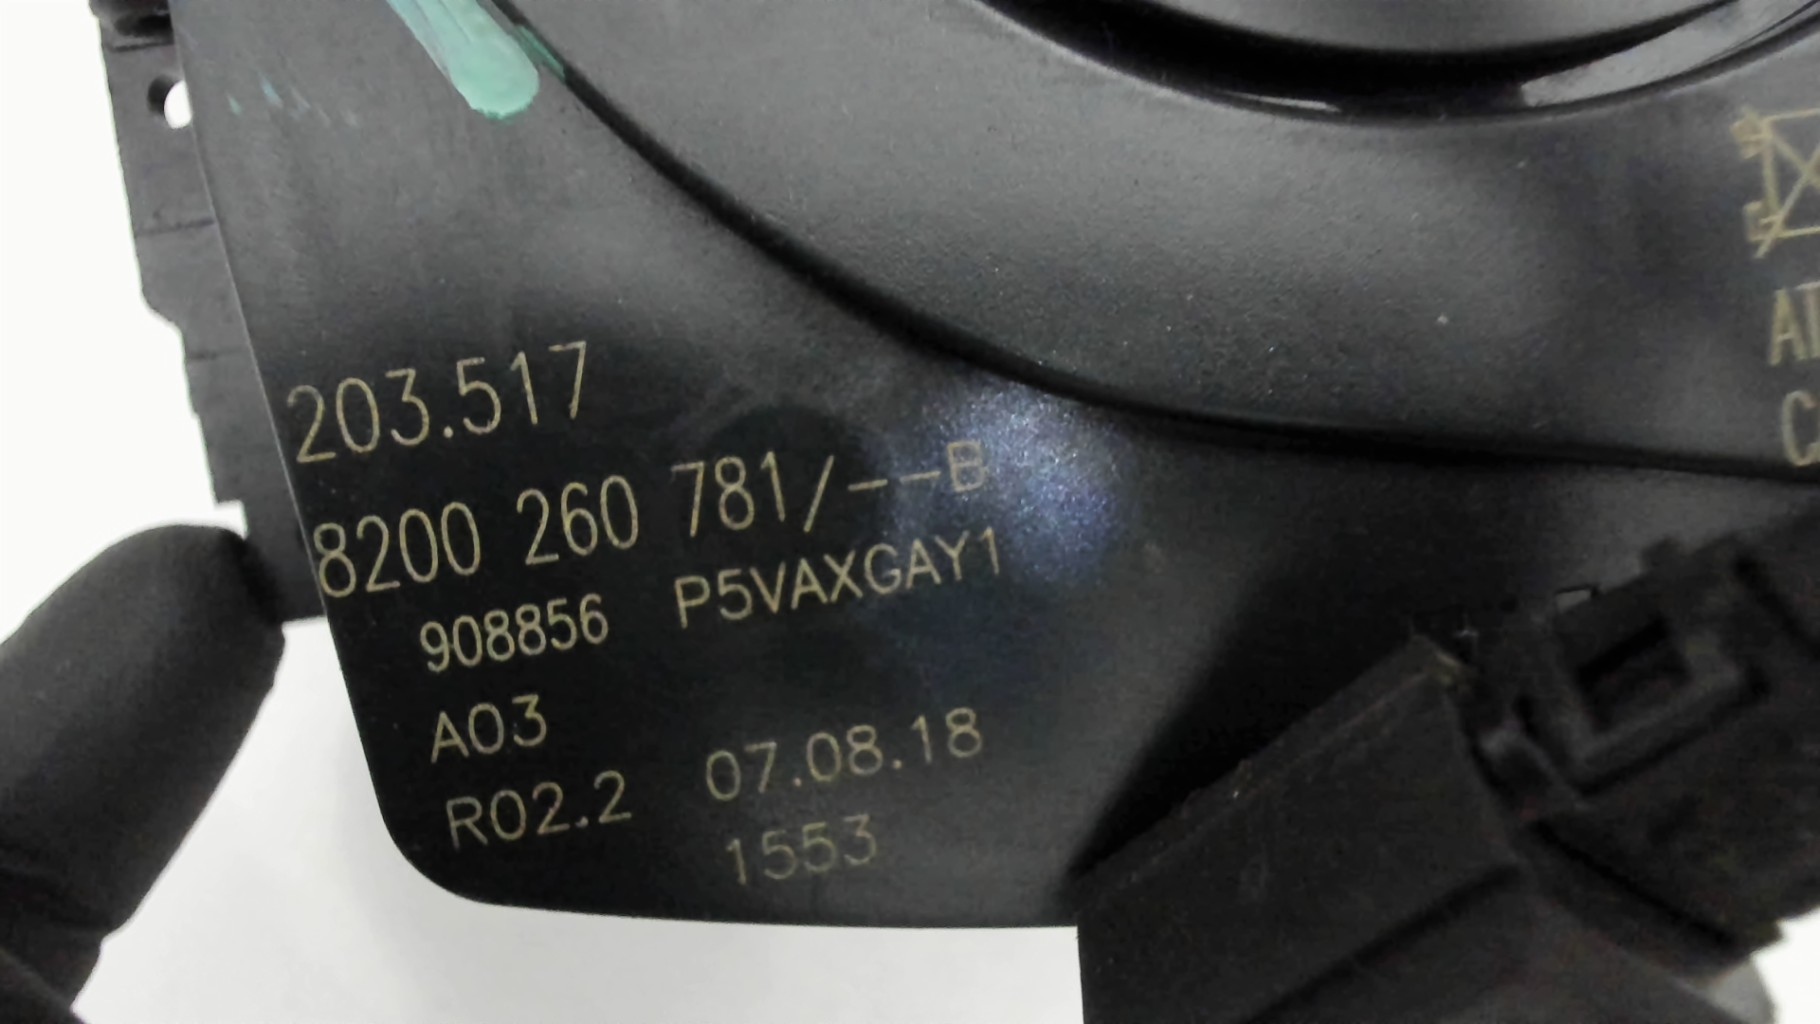 203.517
8200 260 781/---B
908856 P5VAXGAY1
A03
R02.2 07.08.18
1553